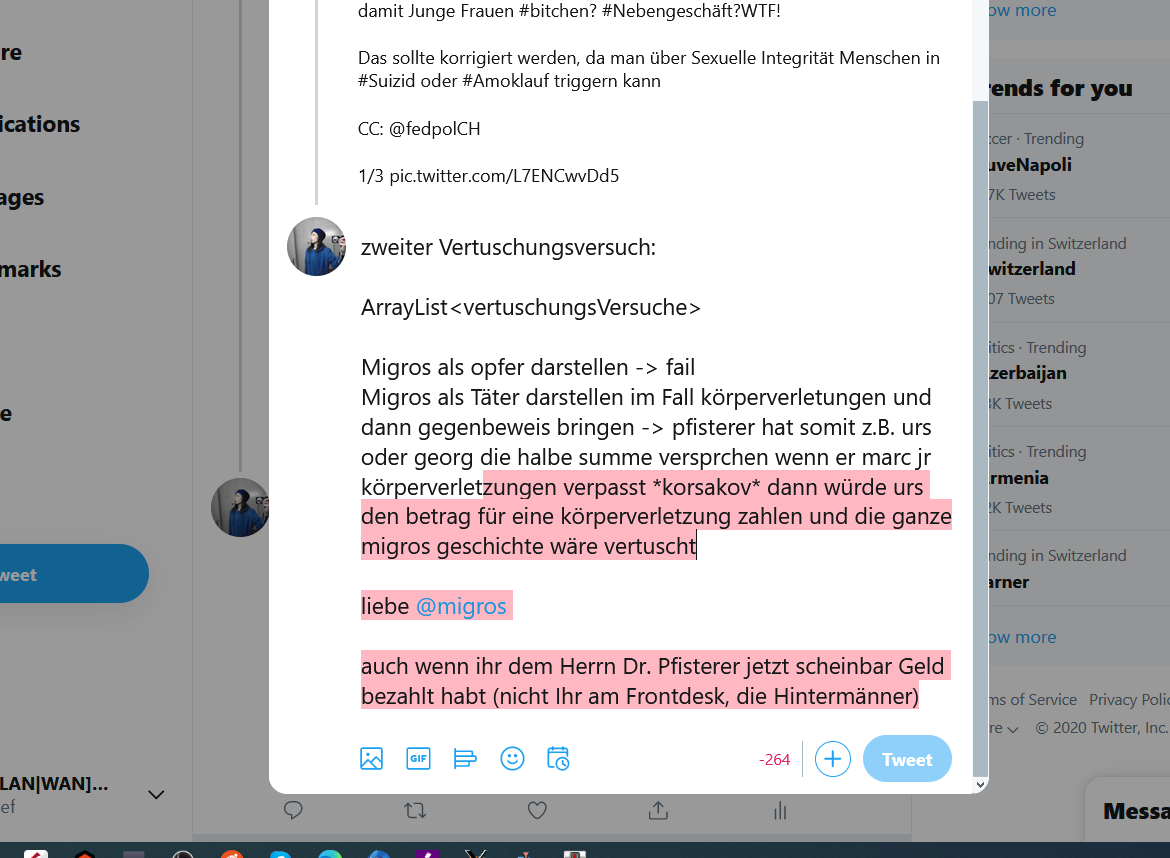 damit Junge Frauen #bitchen? #Nebengeschäft?WTF!
Das sollte korrigiert werden, da man über Sexuelle Integrität Menschen in
#Suizid oder #Amoklauf triggern kann
CC: @fedpolCH
1/3 pic.twitter.com/L7ENCwvDd5
zweiter Vertuschungsversuch:
ArrayList<vertuschungsVersuche>
Migros als opfer darstellen -> fail
Migros als Täter darstellen im Fall körperverletungen und
dann gegenbeweis bringen -> pfisterer hat somit z.B. urs
oder georg die halbe summe versprchen wenn er marc jr
körperverletzungen verpasst *korsakov* dann würde urs
den betrag für eine körperverletzung zahlen und die ganze
migros geschichte wäre vertuscht
liebe @migros
auch wenn ihr dem Herrn Dr. Pfisterer jetzt scheinbar Geld
bezahlt habt (nicht Ihr am Frontdesk, die Hintermänner)
GIF
-264
Tweet
re
ications
ages
marks
e
weet
LAN|WAN]...
ef
ow more
ends for you
ccer · Trending
uveNapoli
7K Tweets
nding in Switzerland
witzerland
07 Tweets
itics · Trending
zerbaijan
3K Tweets
itics · Trending
rmenia
2K Tweets
nding in Switzerland
arner
ow more
ms of Service Privacy Polic
re © 2020 Twitter, Inc.
Messa